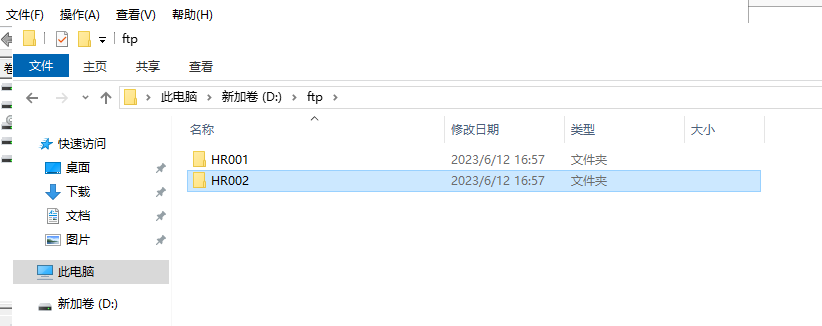 文件(F) 操作(A) 查看(V) 帮助(H)
ftp
文件 主页 共享 查看
此电脑 新加卷 (D:) ftp
名称 修改日期 类型 大小
快速访问
HR001 2023/6/12 16:57 文件夹
桌面
HR002 2023/6/12 16:57 文件夹
下载
文档
图片
此电脑
新加卷 (D:)